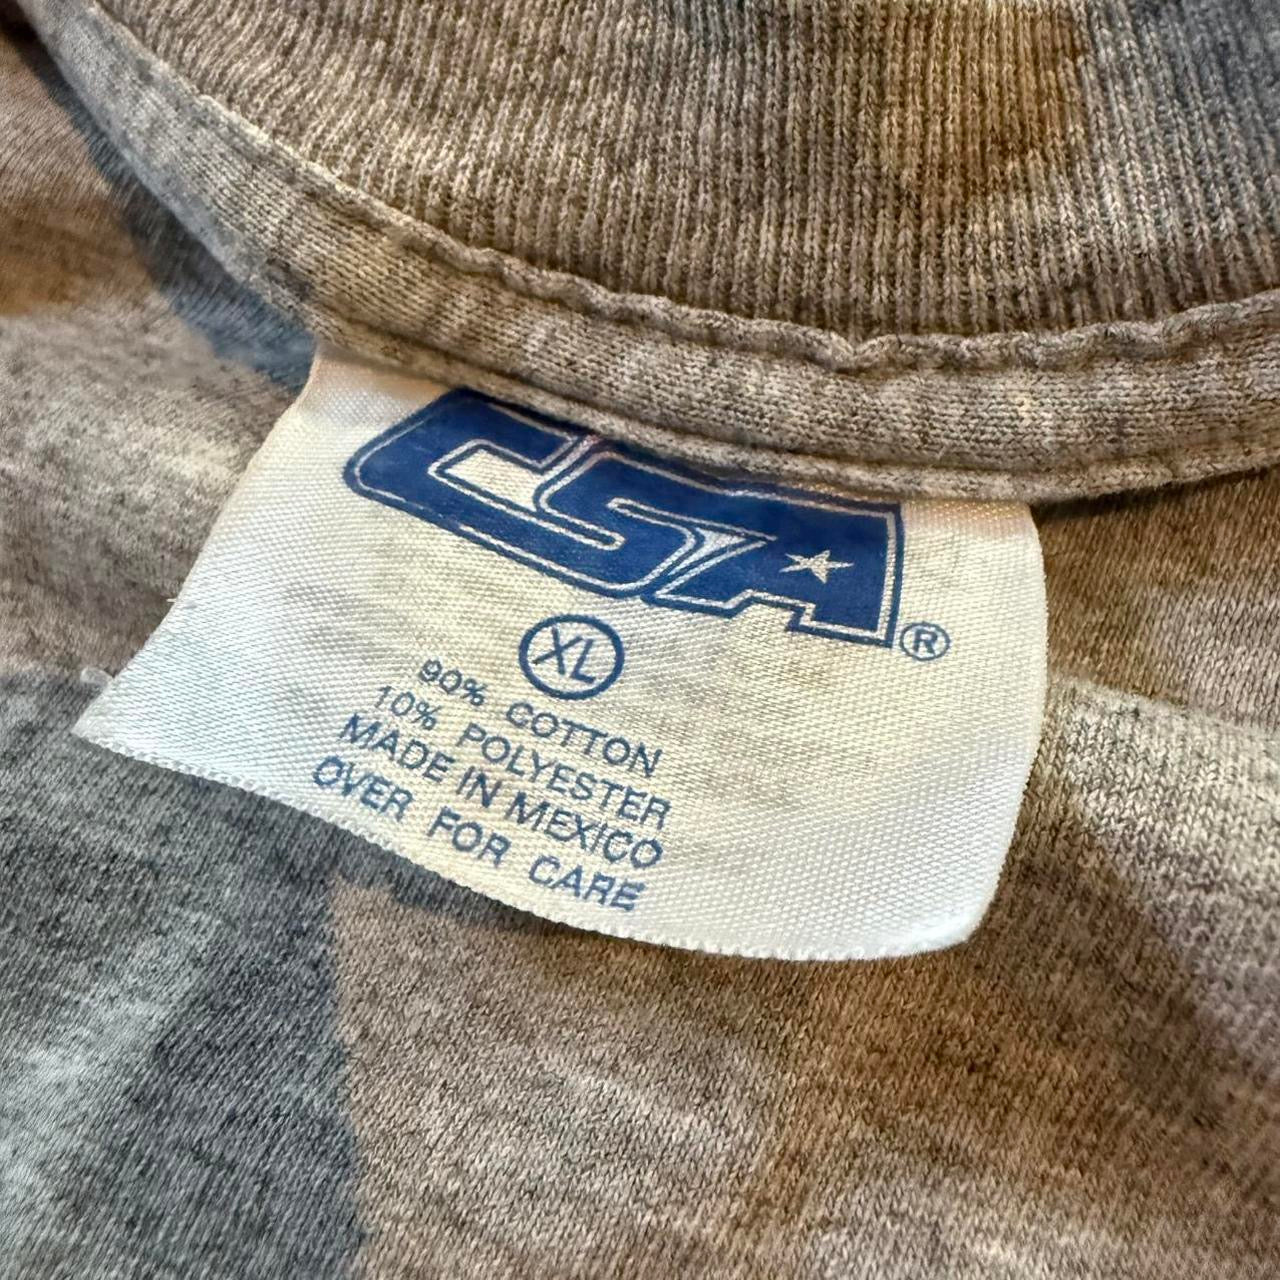 CSA®
XL
90% COTTON
10% POLYESTER
MADE IN MEXICO
OVER FOR CARE